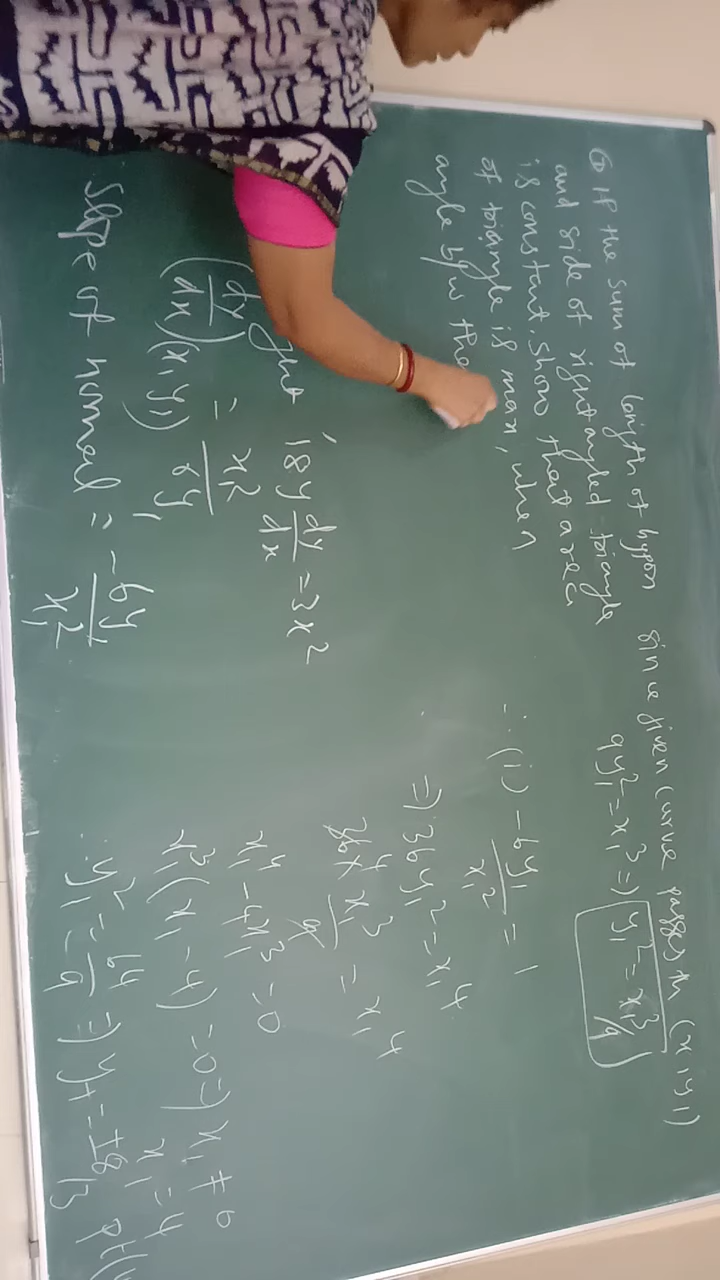 ⑥ If the sum of length of hypon
and side of right angled triangle
is constant, show that area
of triangle is max, when
angle b/w the
18y dy/dx = 3x²
(dy/dx)(x₁ y₁) = x₁²/6y₁
slope of normal = -6y₁/x₁²
since given curve passes th (x₁ y₁)
9y₁² = x₁³ ⇒ y₁² = x₁³/9
∴ (i) -6y₁/x₁² = 1
⇒ 36y₁² = x₁⁴
36 × x₁³/9 = x₁⁴
x₁⁴ - 4x₁³ = 0
x₁³(x₁ - 4) = 0 ⇒ x₁ ≠ 0
x₁ = 4
∴ y₁² = 64/9 ⇒ y₁ = ±8/3 pt(